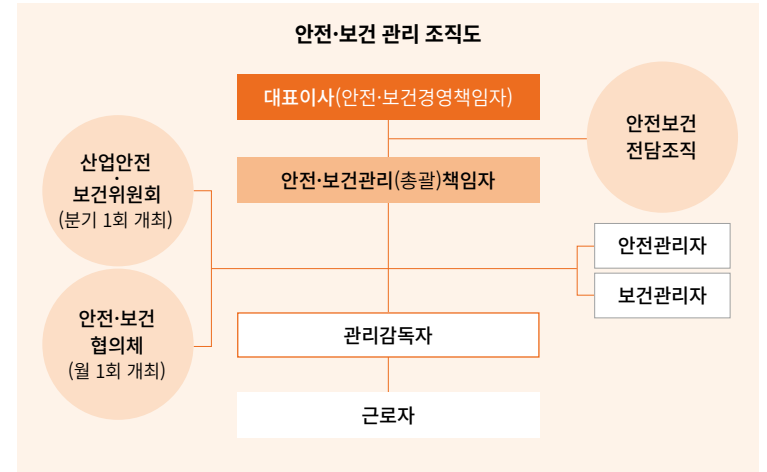 안전·보건 관리 조직도
대표이사(안전·보건경영책임자)
안전보건
전담조직
산업안전
·
보건위원회
(분기 1회 개최)
안전·보건관리(총괄)책임자
안전관리자
보건관리자
안전·보건
협의체
(월 1회 개최)
관리감독자
근로자